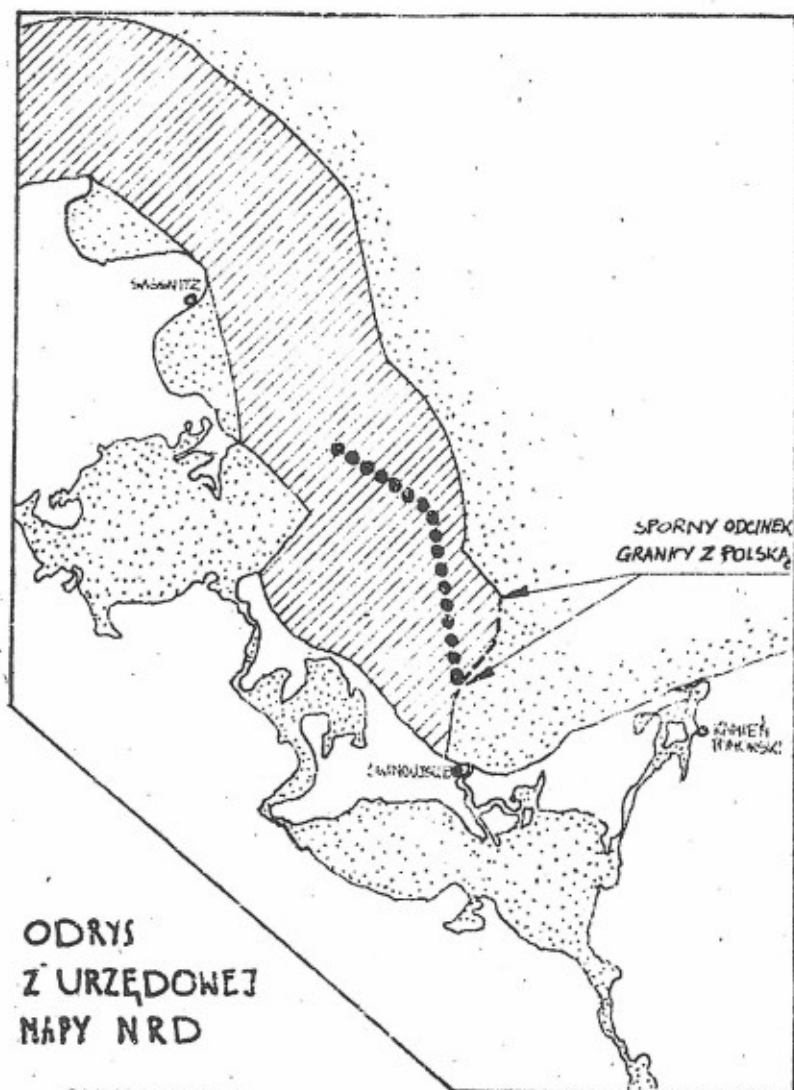 SASSNITZ
SPORNY ODCINEK
GRANICY Z POLSKĄ
KAMIEŃ
POMORSKI
ŚWINOUJŚCIE
ODRYS
Z URZĘDOWEJ
MAPY NRD